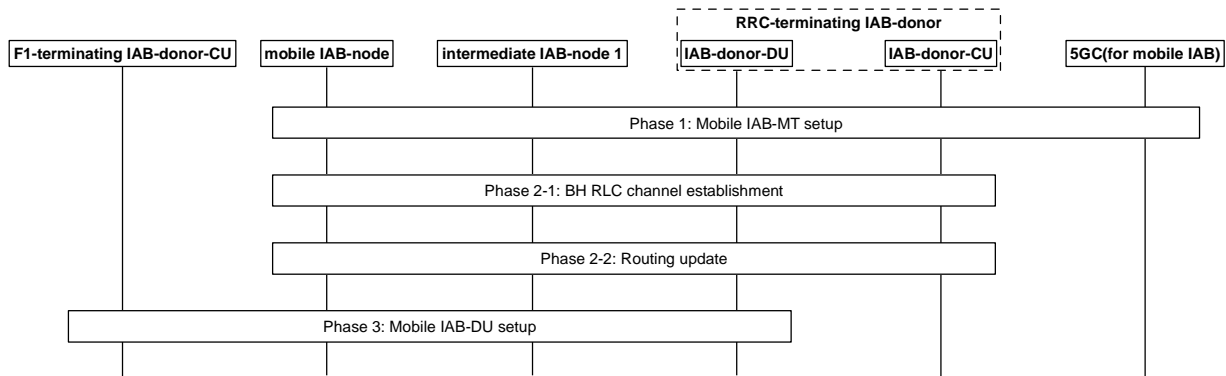 RRC-terminating IAB-donor
F1-terminating IAB-donor-CU
mobile IAB-node
intermediate IAB-node 1
IAB-donor-DU
IAB-donor-CU
5GC(for mobile IAB)
Phase 1: Mobile IAB-MT setup
Phase 2-1: BH RLC channel establishment
Phase 2-2: Routing update
Phase 3: Mobile IAB-DU setup